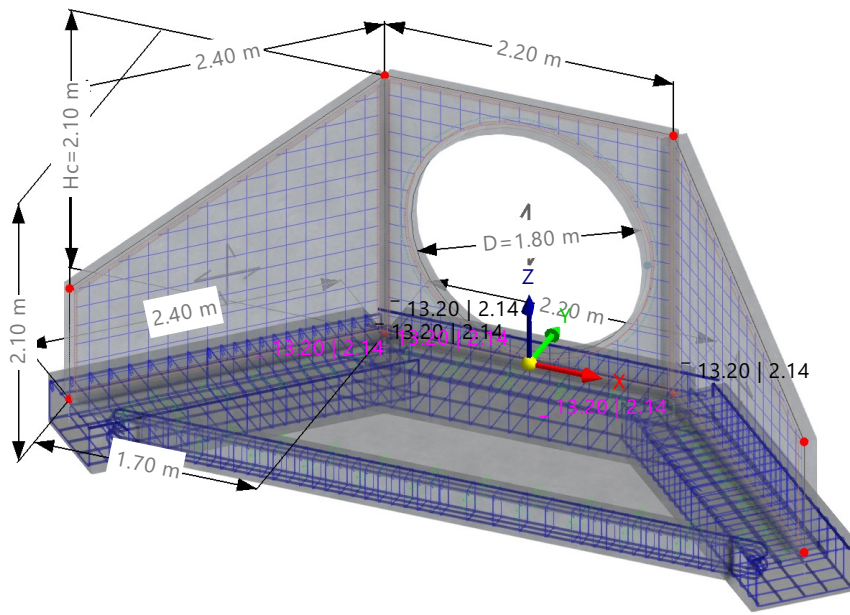 2.40 m
2.20 m
Hc=2.10 m
D=1.80 m
Z
2.20 m
Y
2.40 m
13.20 | 2.14
13.20 | 2.14
13.20 | 2.14
13.20 | 2.14
2.10 m
13.20 | 2.14
X
13.20 | 2.14
1.70 m